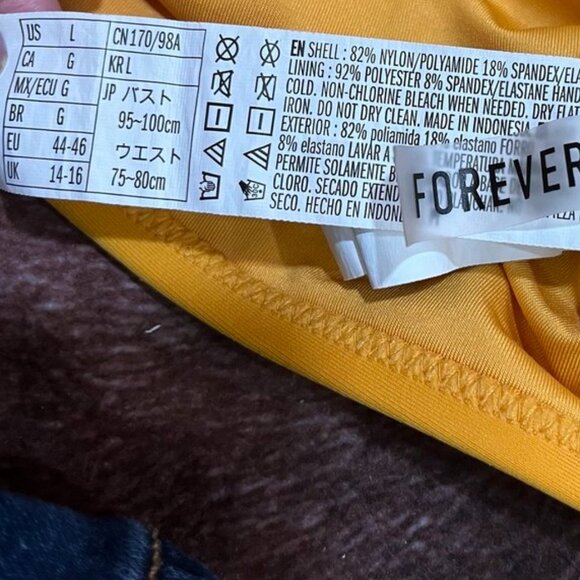 US L CN170/98A
CA G KR L
MX/ECU G JP バスト
BR G 95~100cm
EU 44-46 ウエスト
UK 14-16 75~80cm
EN SHELL : 82% NYLON/POLYAMIDE 18% SPANDEX/ELA
LINING : 92% POLYESTER 8% SPANDEX/ELASTANE HAND
COLD. NON-CHLORINE BLEACH WHEN NEEDED. DRY FLAT
IRON. DO NOT DRY CLEAN. MADE IN INDONESIA
EXTERIOR : 82% poliamida 18% elastano FORRO
8% elastano LAVAR A TEMPERATURA
PERMITE SOLAMENTE B
CLORO. SECADO EXTEND
SECO. HECHO EN INDONE
FOREVER